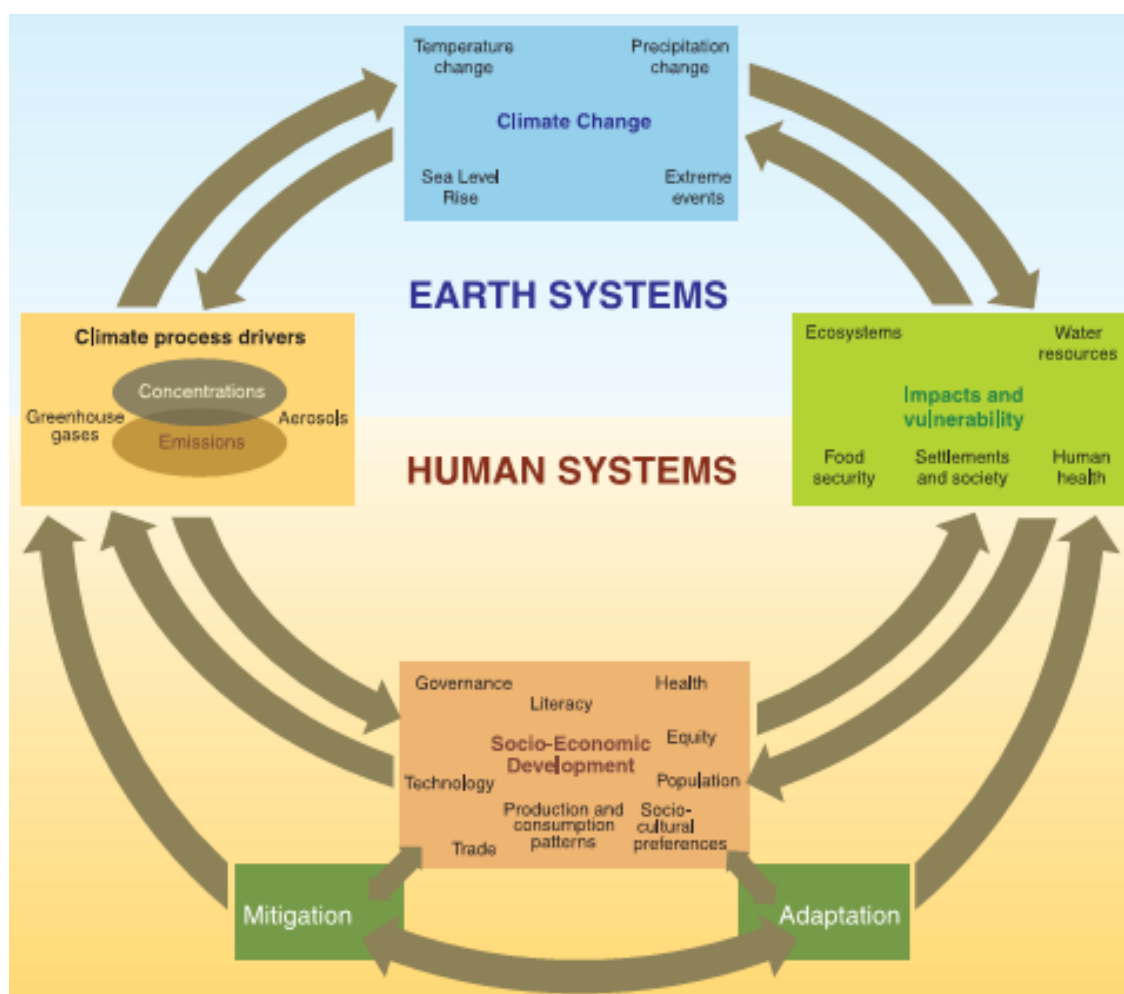 Temperature
change
Precipitation
change
Climate Change
Sea Level
Rise
Extreme
events
EARTH SYSTEMS
Climate process drivers
Concentrations
Greenhouse
gases
Aerosols
Emissions
Ecosystems
Water
resources
Impacts and
vulnerability
Food
security
Settlements
and society
Human
health
HUMAN SYSTEMS
Governance
Literacy
Health
Equity
Socio-Economic
Development
Technology
Population
Production and
consumption
patterns
Socio-
cultural
preferences
Trade
Mitigation
Adaptation